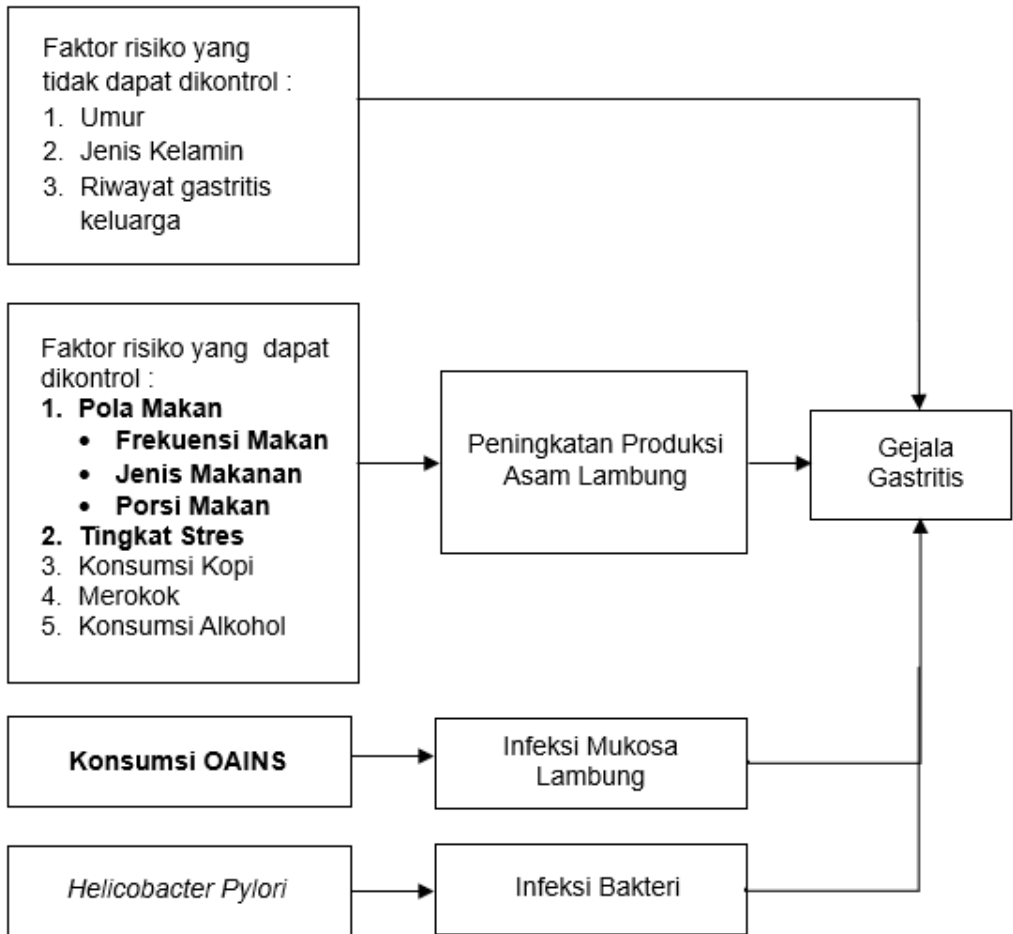 Faktor risiko yang
tidak dapat dikontrol :
1. Umur
2. Jenis Kelamin
3. Riwayat gastritis
keluarga
Faktor risiko yang dapat
dikontrol :
1. Pola Makan
• Frekuensi Makan
• Jenis Makanan
• Porsi Makan
2. Tingkat Stres
3. Konsumsi Kopi
4. Merokok
5. Konsumsi Alkohol
Peningkatan Produksi
Asam Lambung
Gejala
Gastritis
Konsumsi OAINS
Infeksi Mukosa
Lambung
Helicobacter Pylori
Infeksi Bakteri